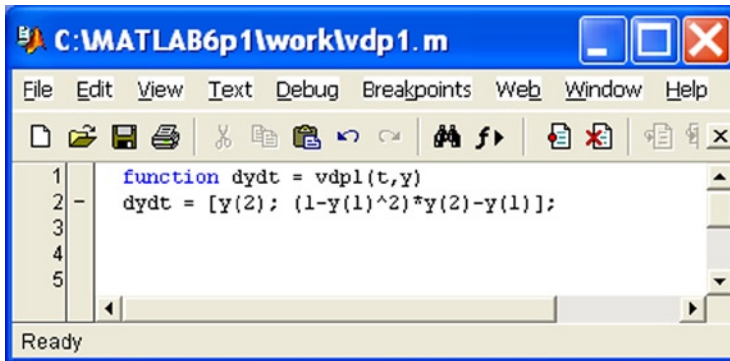 C:\MATLAB6p1\work\vdp1.m
File Edit View Text Debug Breakpoints Web Window Help
1 function dydt = vdp1(t,y)
2 - dydt = [y(2); (1-y(1)^2)*y(2)-y(1)];
3
4
5
Ready